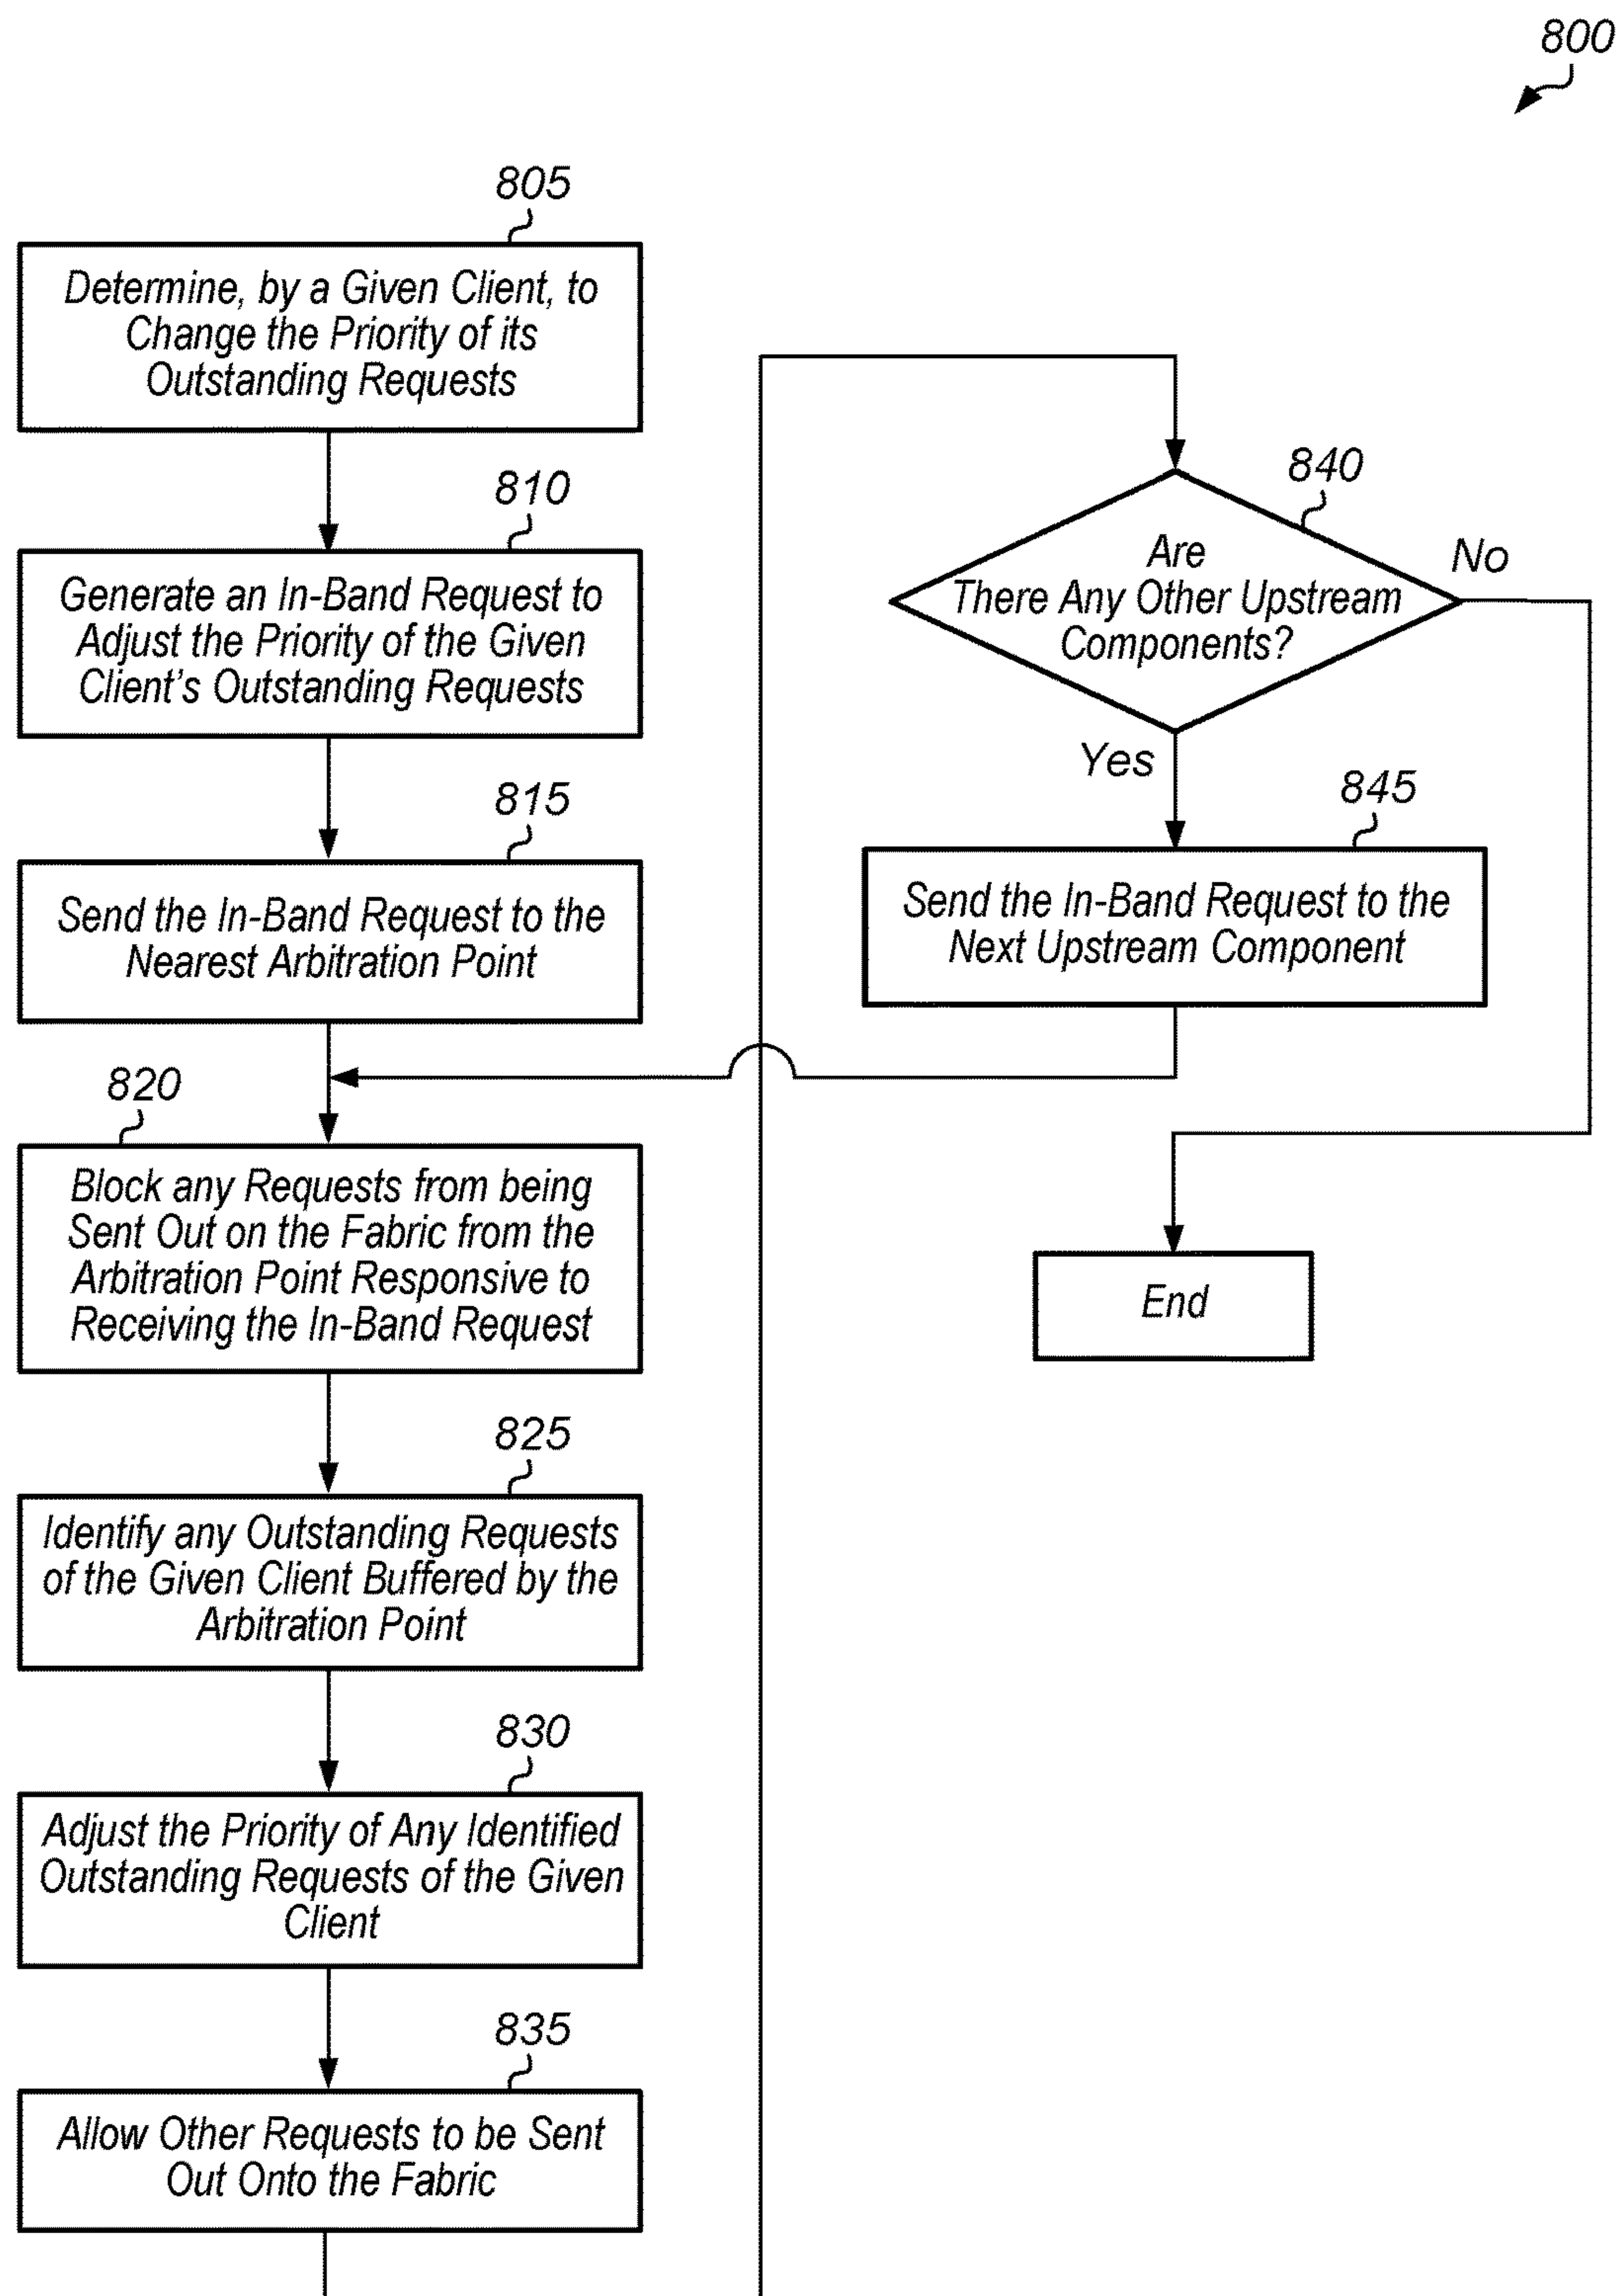 800
805
Determine, by a Given Client, to
Change the Priority of its
Outstanding Requests
810
Generate an In-Band Request to
Adjust the Priority of the Given
Client's Outstanding Requests
815
Send the In-Band Request to the
Nearest Arbitration Point
820
Block any Requests from being
Sent Out on the Fabric from the
Arbitration Point Responsive to
Receiving the In-Band Request
825
Identify any Outstanding Requests
of the Given Client Buffered by the
Arbitration Point
830
Adjust the Priority of Any Identified
Outstanding Requests of the Given
Client
835
Allow Other Requests to be Sent
Out Onto the Fabric
840
Are
There Any Other Upstream
Components?
No
Yes
845
Send the In-Band Request to the
Next Upstream Component
End